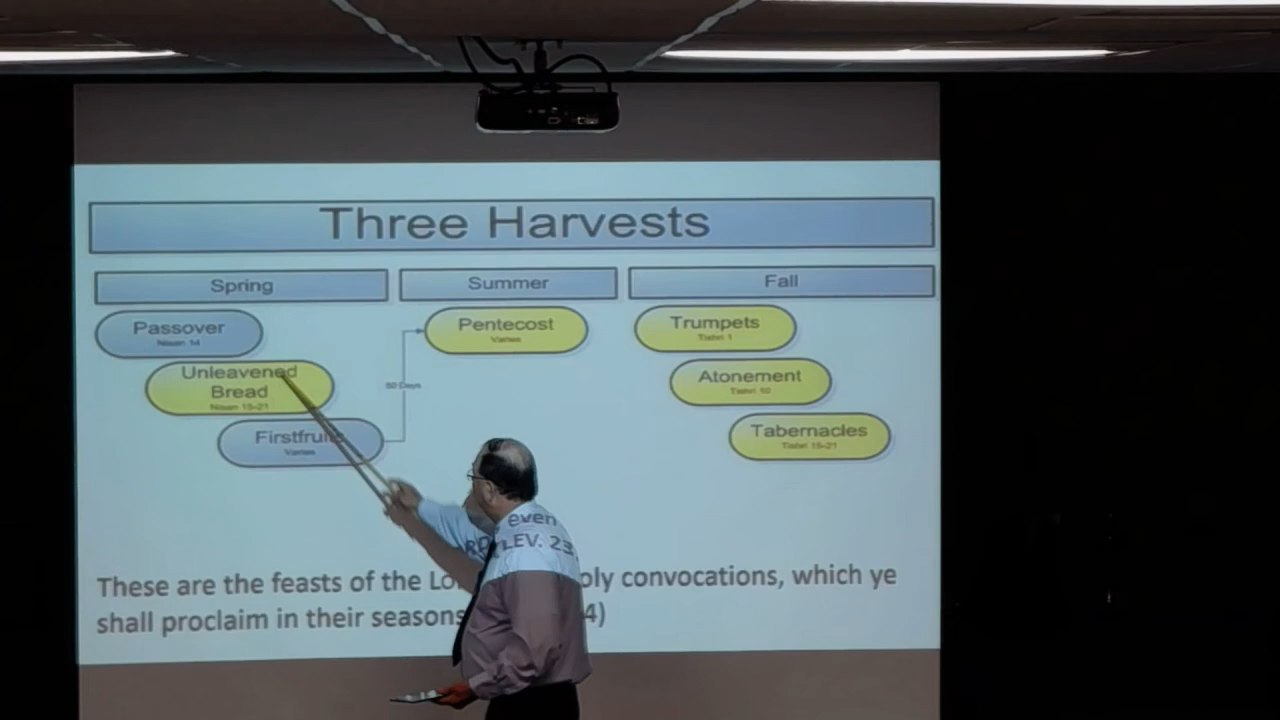 Three Harvests
Spring
Summer
Fall
Passover
Nisan 14
Unleavened
Bread
Nisan 15-21
Firstfruits
Varies
50 Days
Pentecost
Varies
Trumpets
Tishri 1
Atonement
Tishri 10
Tabernacles
Tishri 15-21
even
LEV. 23
These are the feasts of the Lo oly convocations, which ye
shall proclaim in their seasons 4)